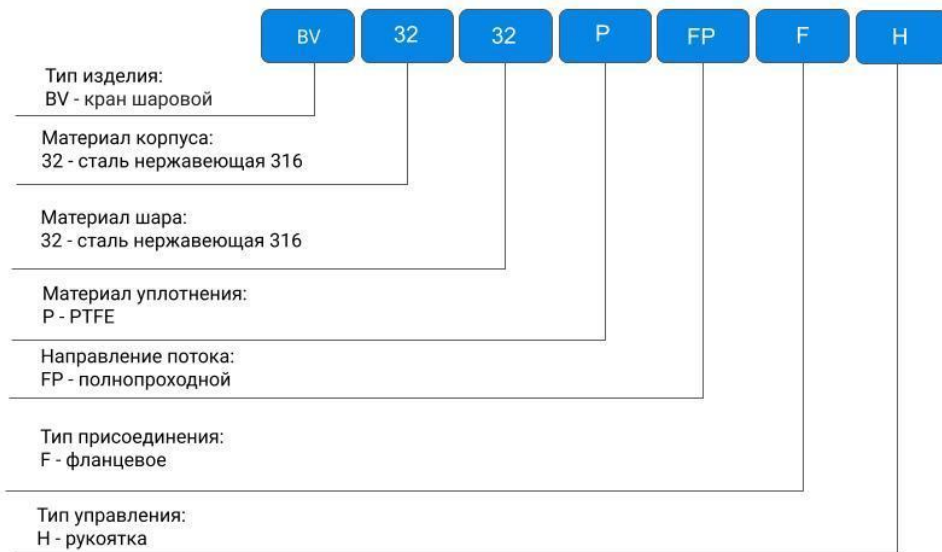 BV 32 32 P FP F H
Тип изделия:
BV - кран шаровой
Материал корпуса:
32 - сталь нержавеющая 316
Материал шара:
32 - сталь нержавеющая 316
Материал уплотнения:
P - PTFE
Направление потока:
FP - полнопроходной
Тип присоединения:
F - фланцевое
Тип управления:
H - рукоятка